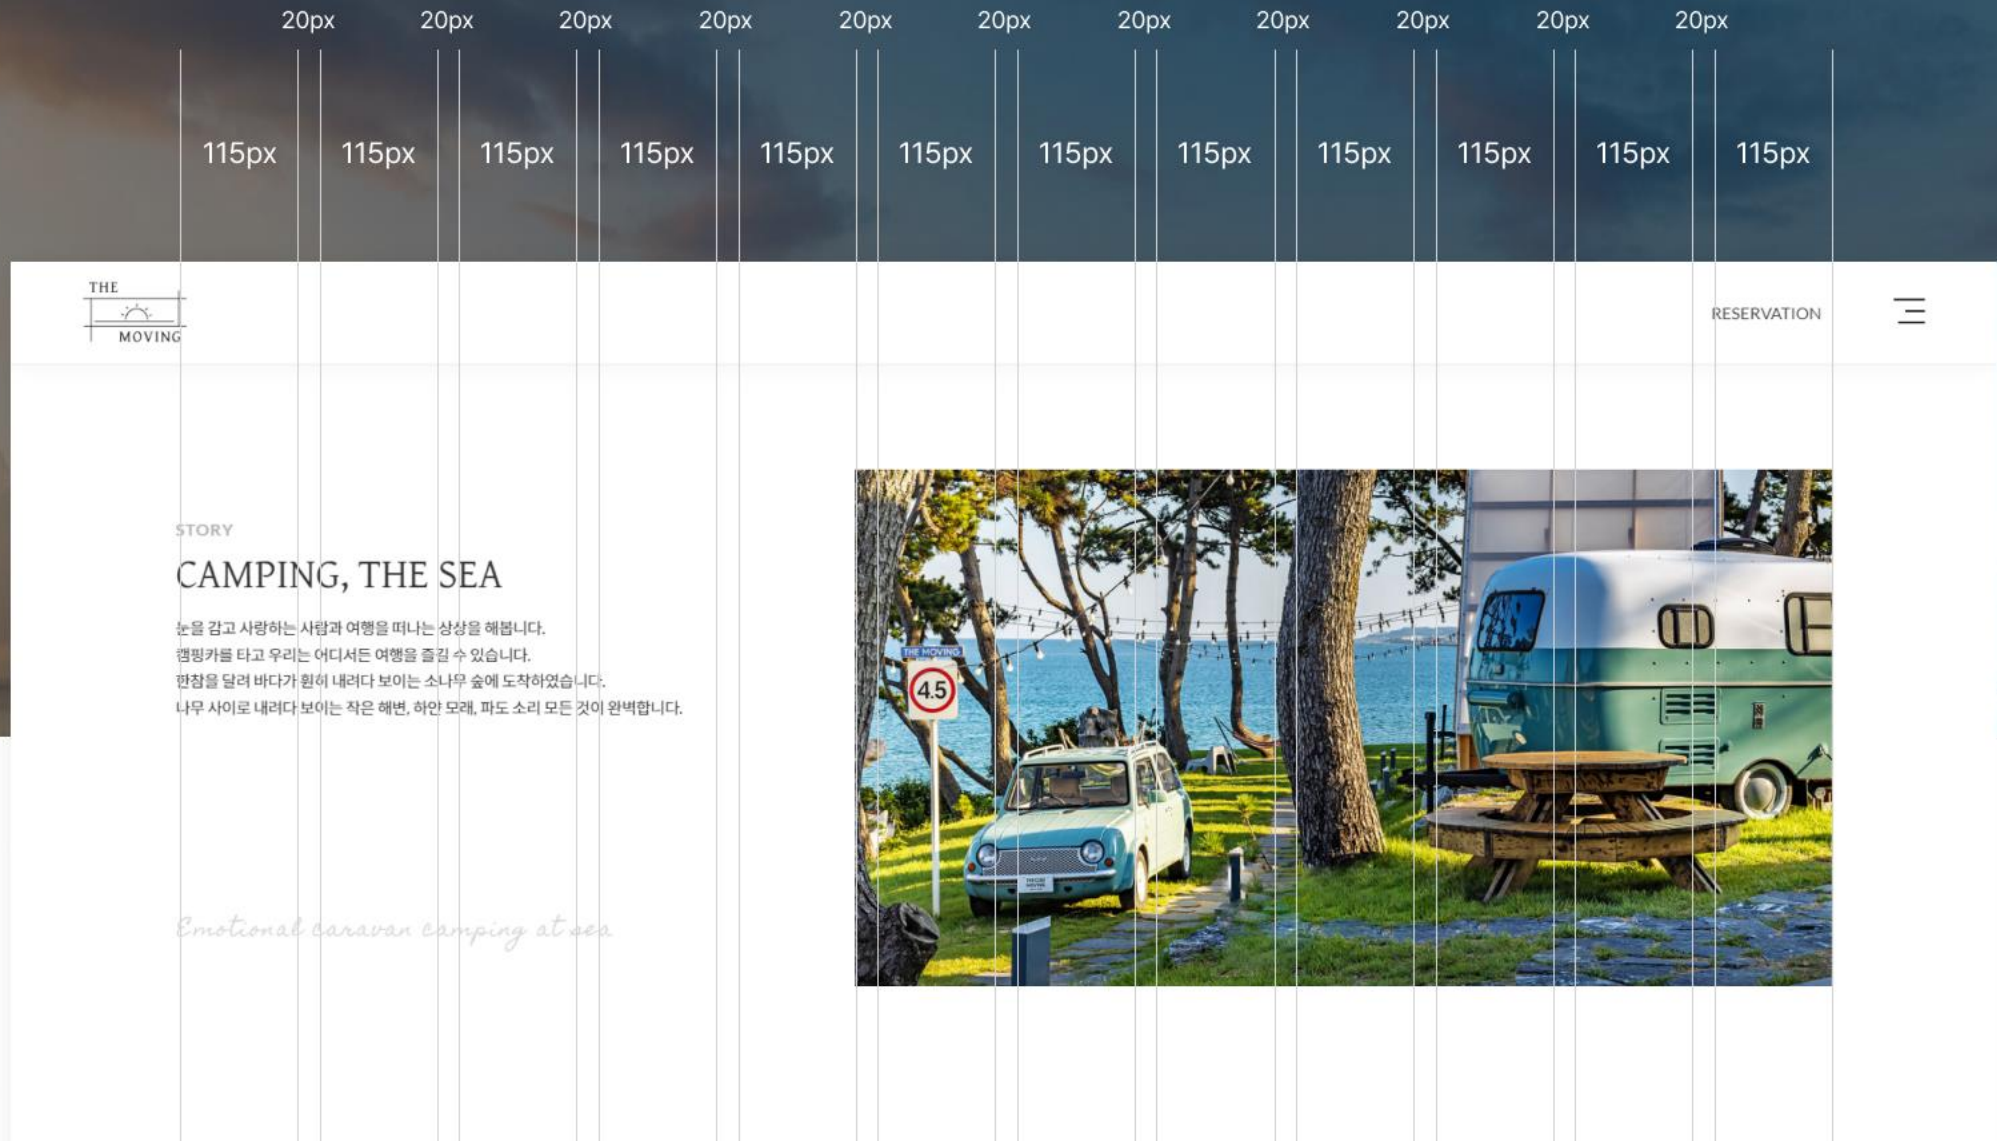 20px 20px 20px 20px 20px 20px 20px 20px 20px 20px 20px
115px 115px 115px 115px 115px 115px 115px 115px 115px 115px 115px 115px
THE
MOVING
RESERVATION
STORY
CAMPING, THE SEA
눈을 감고 사랑하는 사람과 여행을 떠나는 상상을 해봅니다.
캠핑카를 타고 우리는 어디서든 여행을 즐길 수 있습니다.
한참을 달려 바다가 훤히 내려다 보이는 소나무 숲에 도착하였습니다.
나무 사이로 내려다 보이는 작은 해변, 하얀 모래, 파도 소리 모든 것이 완벽합니다.
THE MOVING
4.5
Emotional caravan camping at sea